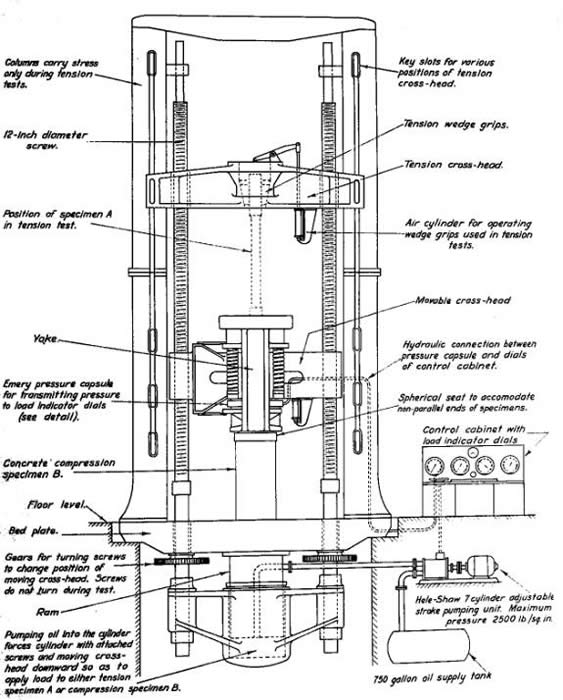 Columns carry stress
only during tension
tests.
12-Inch diameter
screw.
Position of specimen A
in tension test.
Yoke.
Emery pressure capsule
for transmitting pressure
to load indicator dials
(see detail).
Concrete compression
specimen B.
Floor level.
Bed plate.
Gears for turning screws
to change position of
moving cross-head. Screws
do not turn during test.
Ram
Pumping oil into the cylinder
forces cylinder with attached
screws and moving cross-
head downward so as to
apply load to either tension
specimen A or compression specimen B.
Key slots for various
positions of tension
cross-head.
Tension wedge grips.
Tension cross-head.
Air cylinder for operating
wedge grips used in tension
tests.
Movable cross-head
Hydraulic connection between
pressure capsule and dials
of control cabinet.
Spherical seat to accomodate
non-parallel ends of specimens.
Control cabinet with
load indicator dials
Hele-Shaw 7 cylinder adjustable
stroke pumping unit. Maximum
pressure 2500 lb/sq. in.
750 gallon oil supply tank